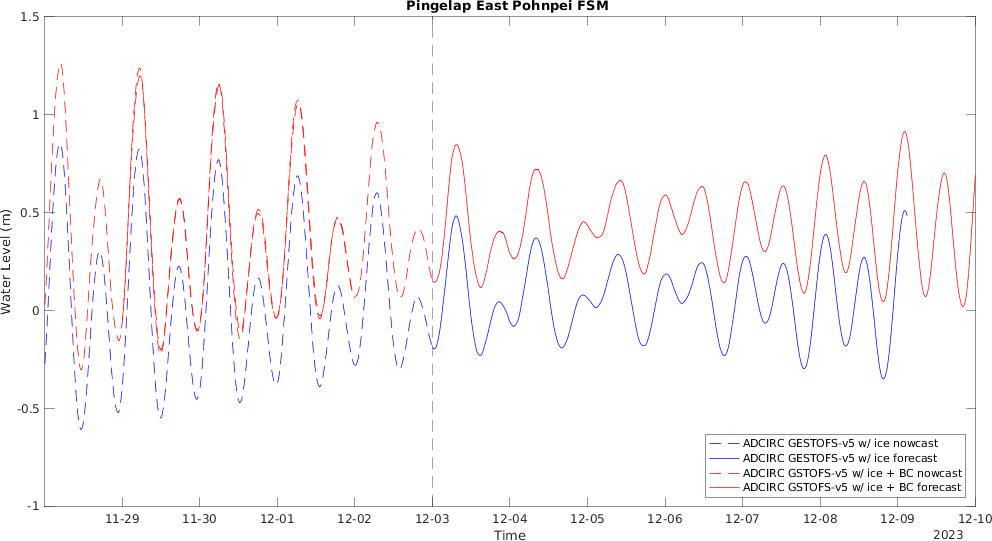 Pingelap East Pohnpei FSM
1.5
1
0.5
0
-0.5
-1
Water Level (m)
11-29
11-30
12-01
12-02
12-03
12-04
12-05
12-06
12-07
12-08
12-09
12-10
Time
2023
ADCIRC GESTOFS-v5 w/ ice nowcast
ADCIRC GESTOFS-v5 w/ ice forecast
ADCIRC GSTOFS-v5 w/ ice + BC nowcast
ADCIRC GSTOFS-v5 w/ ice + BC forecast